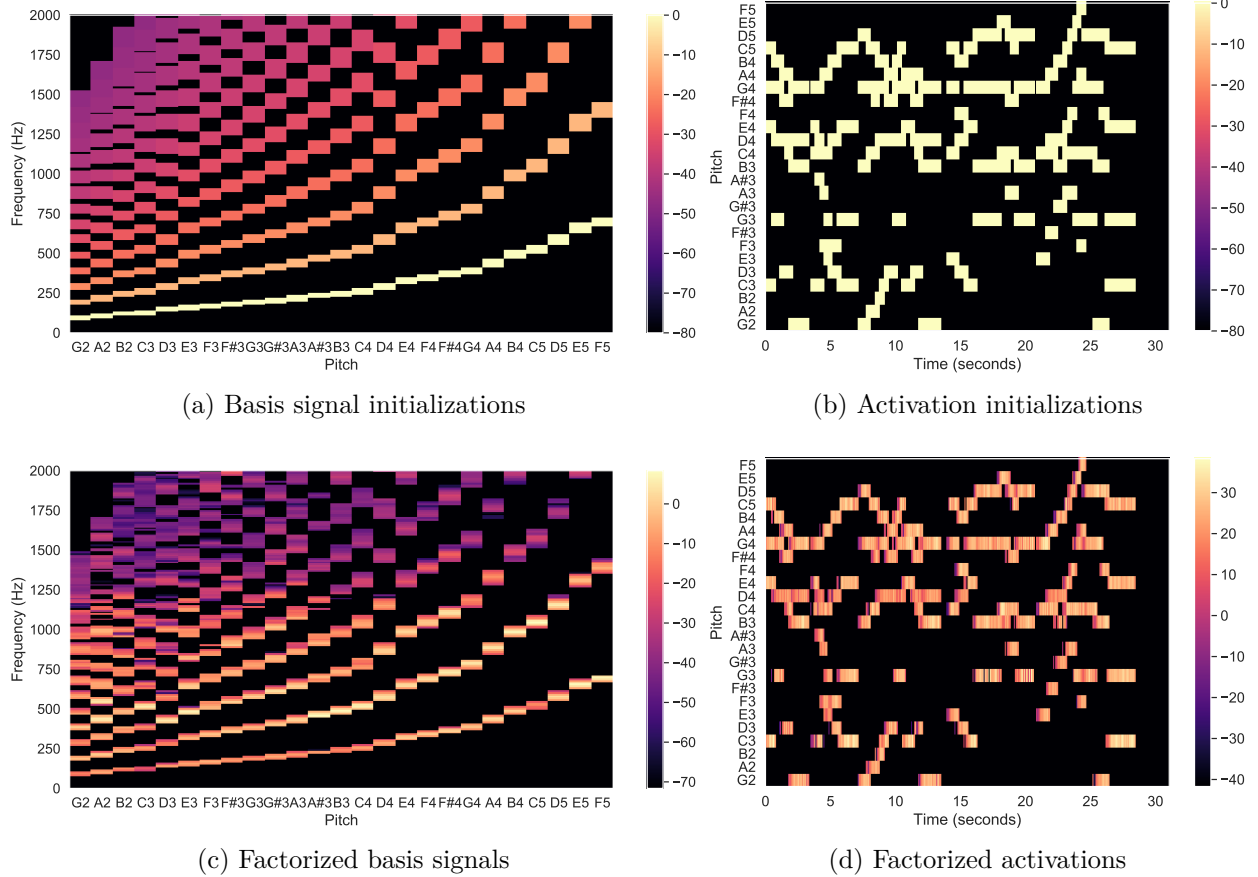 2000
1750
1500
1250
1000
750
500
250
0
Frequency (Hz)
G2 A2 B2 C3 D3 E3 F3 F#3 G3 G#3 A3 A#3 B3 C4 D4 E4 F4 F#4 G4 A4 B4 C5 D5 E5 F5
Pitch
0
−10
−20
−30
−40
−50
−60
−70
−80
(a) Basis signal initializations
F5
E5
D5
C5
B4
A4
G4
F#4
F4
E4
D4
C4
B3
A#3
A3
G#3
G3
F#3
F3
E3
D3
C3
B2
A2
G2
Pitch
0 5 10 15 20 25 30
Time (seconds)
0
−10
−20
−30
−40
−50
−60
−70
−80
(b) Activation initializations
2000
1750
1500
1250
1000
750
500
250
0
Frequency (Hz)
G2 A2 B2 C3 D3 E3 F3 F#3 G3 G#3 A3 A#3 B3 C4 D4 E4 F4 F#4 G4 A4 B4 C5 D5 E5 F5
Pitch
0
−10
−20
−30
−40
−50
−60
−70
(c) Factorized basis signals
F5
E5
D5
C5
B4
A4
G4
F#4
F4
E4
D4
C4
B3
A#3
A3
G#3
G3
F#3
F3
E3
D3
C3
B2
A2
G2
Pitch
0 5 10 15 20 25 30
Time (seconds)
30
20
10
0
−10
−20
−30
−40
(d) Factorized activations